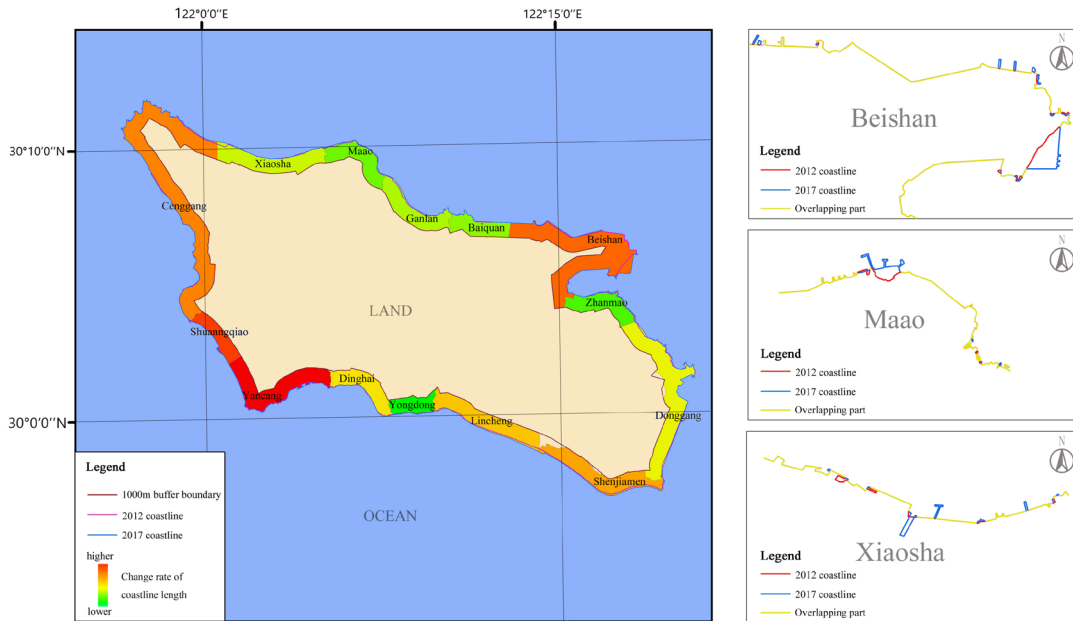 122°0'0''E
122°15'0''E
30°10'0''N
30°0'0''N
Xiaosha
Maao
Cenggang
Ganlan
Baiquan
Beishan
Zhanmao
LAND
Shuanngqiao
Yancang
Dinghai
Yongdong
Lincheng
Donggang
Shenjiamen
OCEAN
Legend
1000m buffer boundary
2012 coastline
2017 coastline
higher
Change rate of
coastline length
lower
N
Beishan
Legend
2012 coastline
2017 coastline
Overlapping part
N
Maao
Legend
2012 coastline
2017 coastline
Overlapping part
N
Xiaosha
Legend
2012 coastline
2017 coastline
Overlapping part